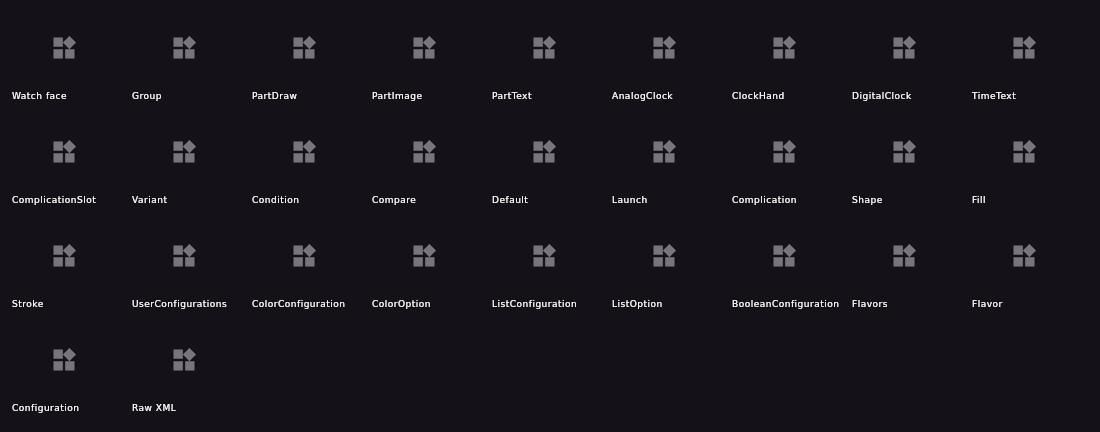 Watch face Group PartDraw PartImage PartText AnalogClock ClockHand DigitalClock TimeText
ComplicationSlot Variant Condition Compare Default Launch Complication Shape Fill
Stroke UserConfigurations ColorConfiguration ColorOption ListConfiguration ListOption BooleanConfiguration Flavors Flavor
Configuration Raw XML